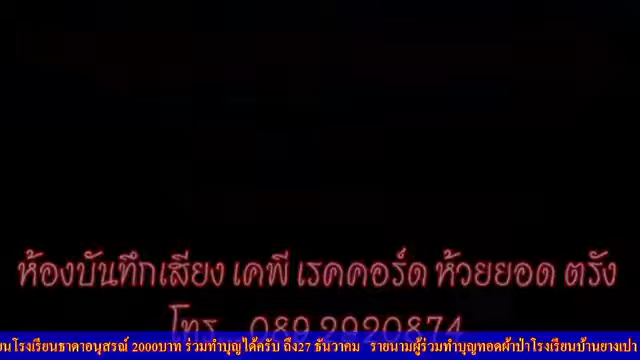 ห้องบันทึกเสียง เคพี เรคคอร์ด ห้วยยอด ตรัง
โทร... 089 2920874
โรงเรียนธาดาอนุสรณ์ 2000บาท ร่วมทำบุญได้ครับ ถึง27 ธันวาคม รายนามผู้ร่วมทำบุญทอดผ้าป่าโรงเรียนบ้านยางเปา